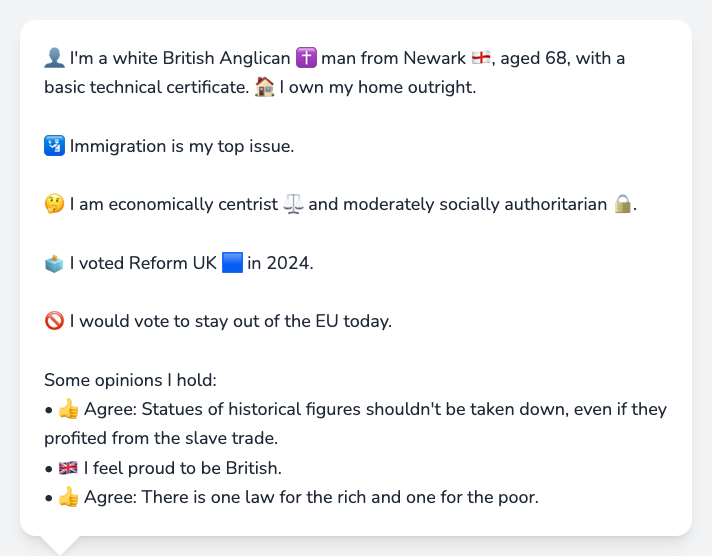 👤 I'm a white British Anglican ✝️ man from Newark 🏴󠁧󠁢󠁥󠁮󠁧󠁿, aged 68, with a
basic technical certificate. 🏠 I own my home outright.
🛂 Immigration is my top issue.
🤔 I am economically centrist ⚖️ and moderately socially authoritarian 🔒.
🗳️ I voted Reform UK 🟦 in 2024.
🚫 I would vote to stay out of the EU today.
Some opinions I hold:
• 👍 Agree: Statues of historical figures shouldn't be taken down, even if they
profited from the slave trade.
• 🇬🇧 I feel proud to be British.
• 👍 Agree: There is one law for the rich and one for the poor.